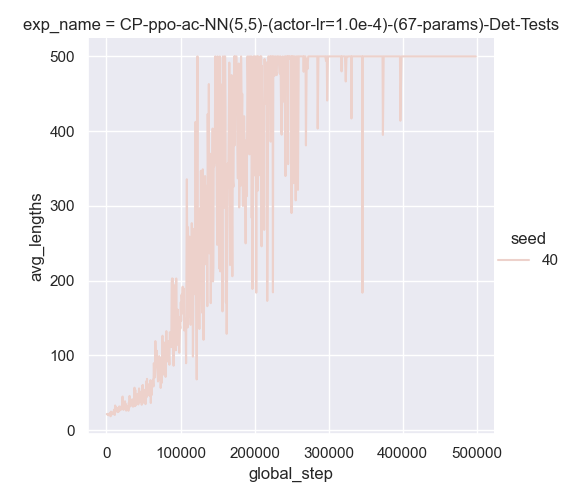 exp_name = CP-ppo-ac-NN(5,5)-(actor-lr=1.0e-4)-(67-params)-Det-Tests
500
400
300
200
100
0
avg_lengths
0 100000 200000 300000 400000 500000
global_step
seed
40